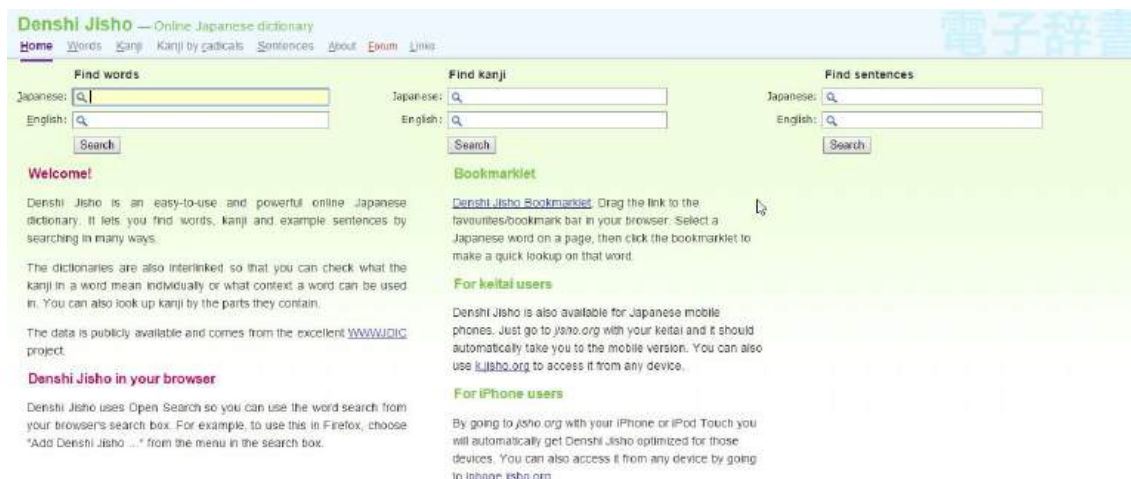 Denshi Jisho — Online Japanese dictionary
電子辞書
Home Words Kanji Kanji by radicals Sentences About Forum Links
Find words
Japanese:
English:
Search
Find kanji
Japanese:
English:
Search
Find sentences
Japanese:
English:
Search
Welcome!
Denshi Jisho is an easy-to-use and powerful online Japanese
dictionary. It lets you find words, kanji and example sentences by
searching in many ways.
The dictionaries are also interlinked so that you can check what the
kanji in a word mean individually or what context a word can be used
in. You can also look up kanji by the parts they contain.
The data is publicly available and comes from the excellent WWWJDIC
project.
Denshi Jisho in your browser
Denshi Jisho uses Open Search so you can use the word search from
your browser's search box. For example, to use this in Firefox, choose
"Add Denshi Jisho ..." from the menu in the search box.
Bookmarklet
Denshi Jisho Bookmarklet. Drag the link to the
favourites/bookmark bar in your browser. Select a
Japanese word on a page, then click the bookmarklet to
make a quick lookup on that word.
For keitai users
Denshi Jisho is also available for Japanese mobile
phones. Just go to jisho.org with your keitai and it should
automatically take you to the mobile version. You can also
use k.jisho.org to access it from any device.
For iPhone users
By going to jisho.org with your iPhone or iPod Touch you
will automatically get Denshi Jisho optimized for those
devices. You can also access it from any device by going
to iphone.jisho.org